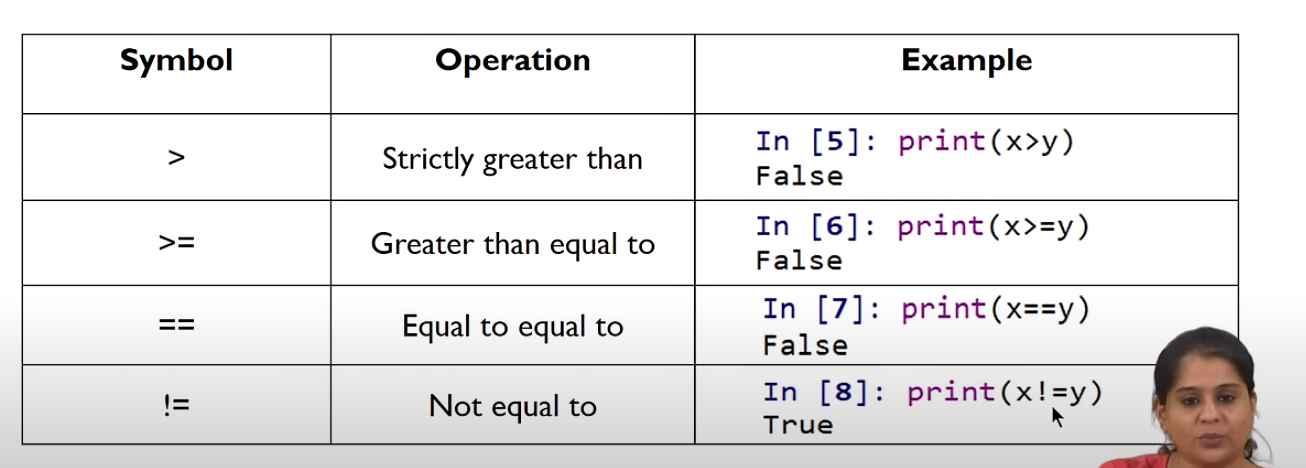 Symbol Operation Example
> Strictly greater than In [5]: print(x>y)
False
>= Greater than equal to In [6]: print(x>=y)
False
== Equal to equal to In [7]: print(x==y)
False
!= Not equal to In [8]: print(x!=y)
True